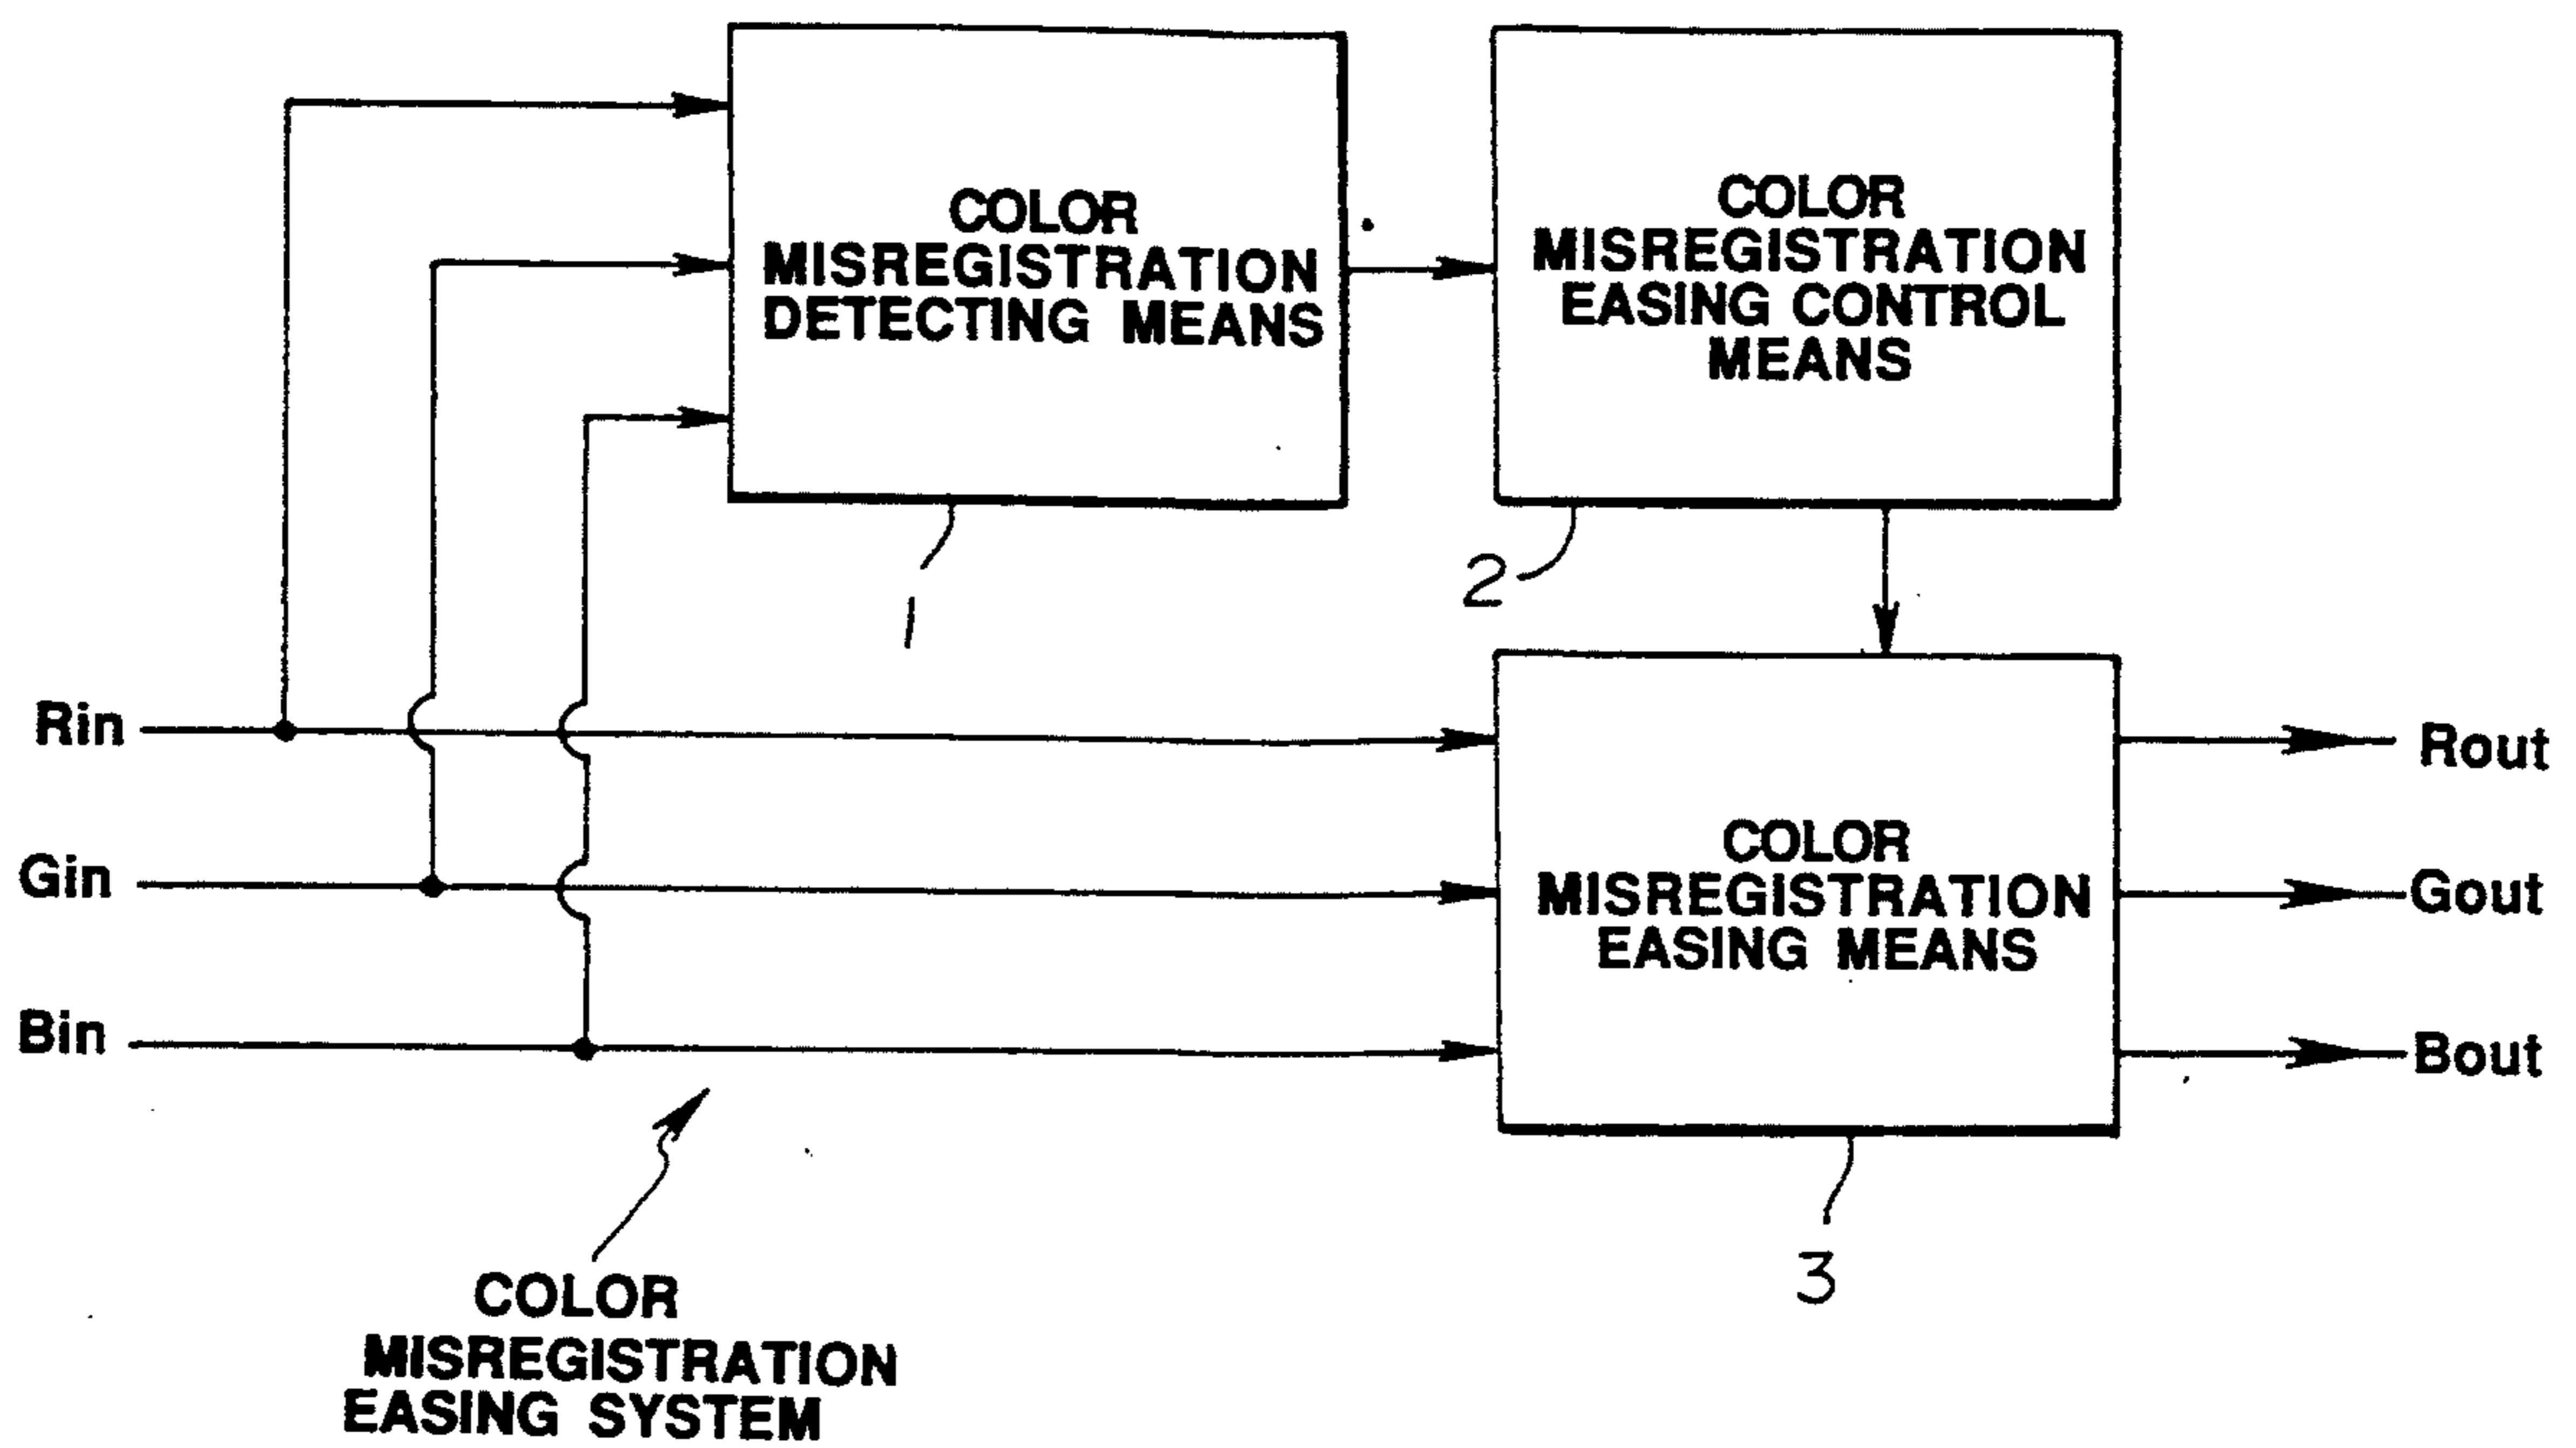 COLOR
MISREGISTRATION
DETECTING MEANS
1
COLOR
MISREGISTRATION
EASING CONTROL
MEANS
2
Rin
Gin
Bin
COLOR
MISREGISTRATION
EASING MEANS
3
Rout
Gout
Bout
COLOR
MISREGISTRATION
EASING SYSTEM